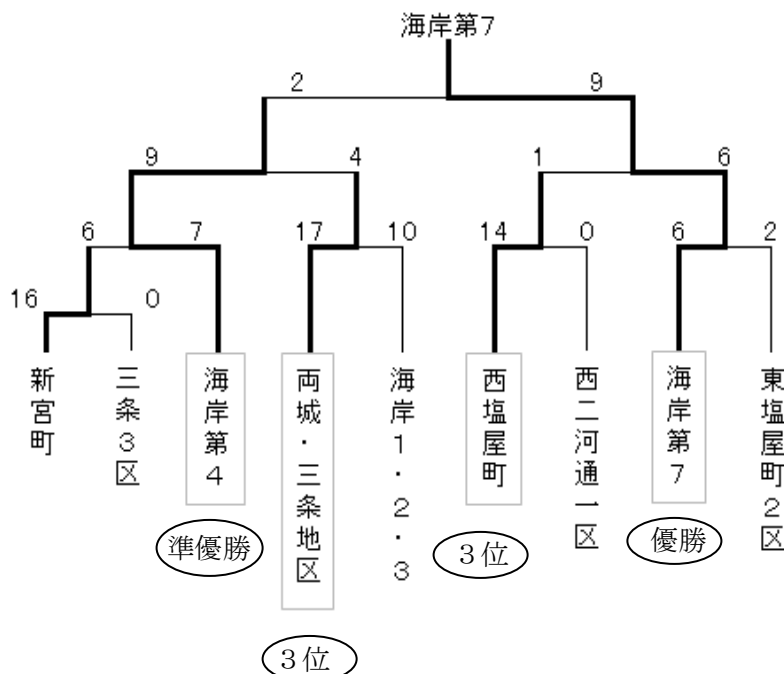 海岸第7
2 9
9 4 1 6
6 7 17 10 14 0 6 2
16 0
新宮町
三条3区
海岸第4
両城・三条地区
海岸1・2・3
西塩屋町
西二河通一区
海岸第7
東塩屋町2区
準優勝
3位
優勝
3位